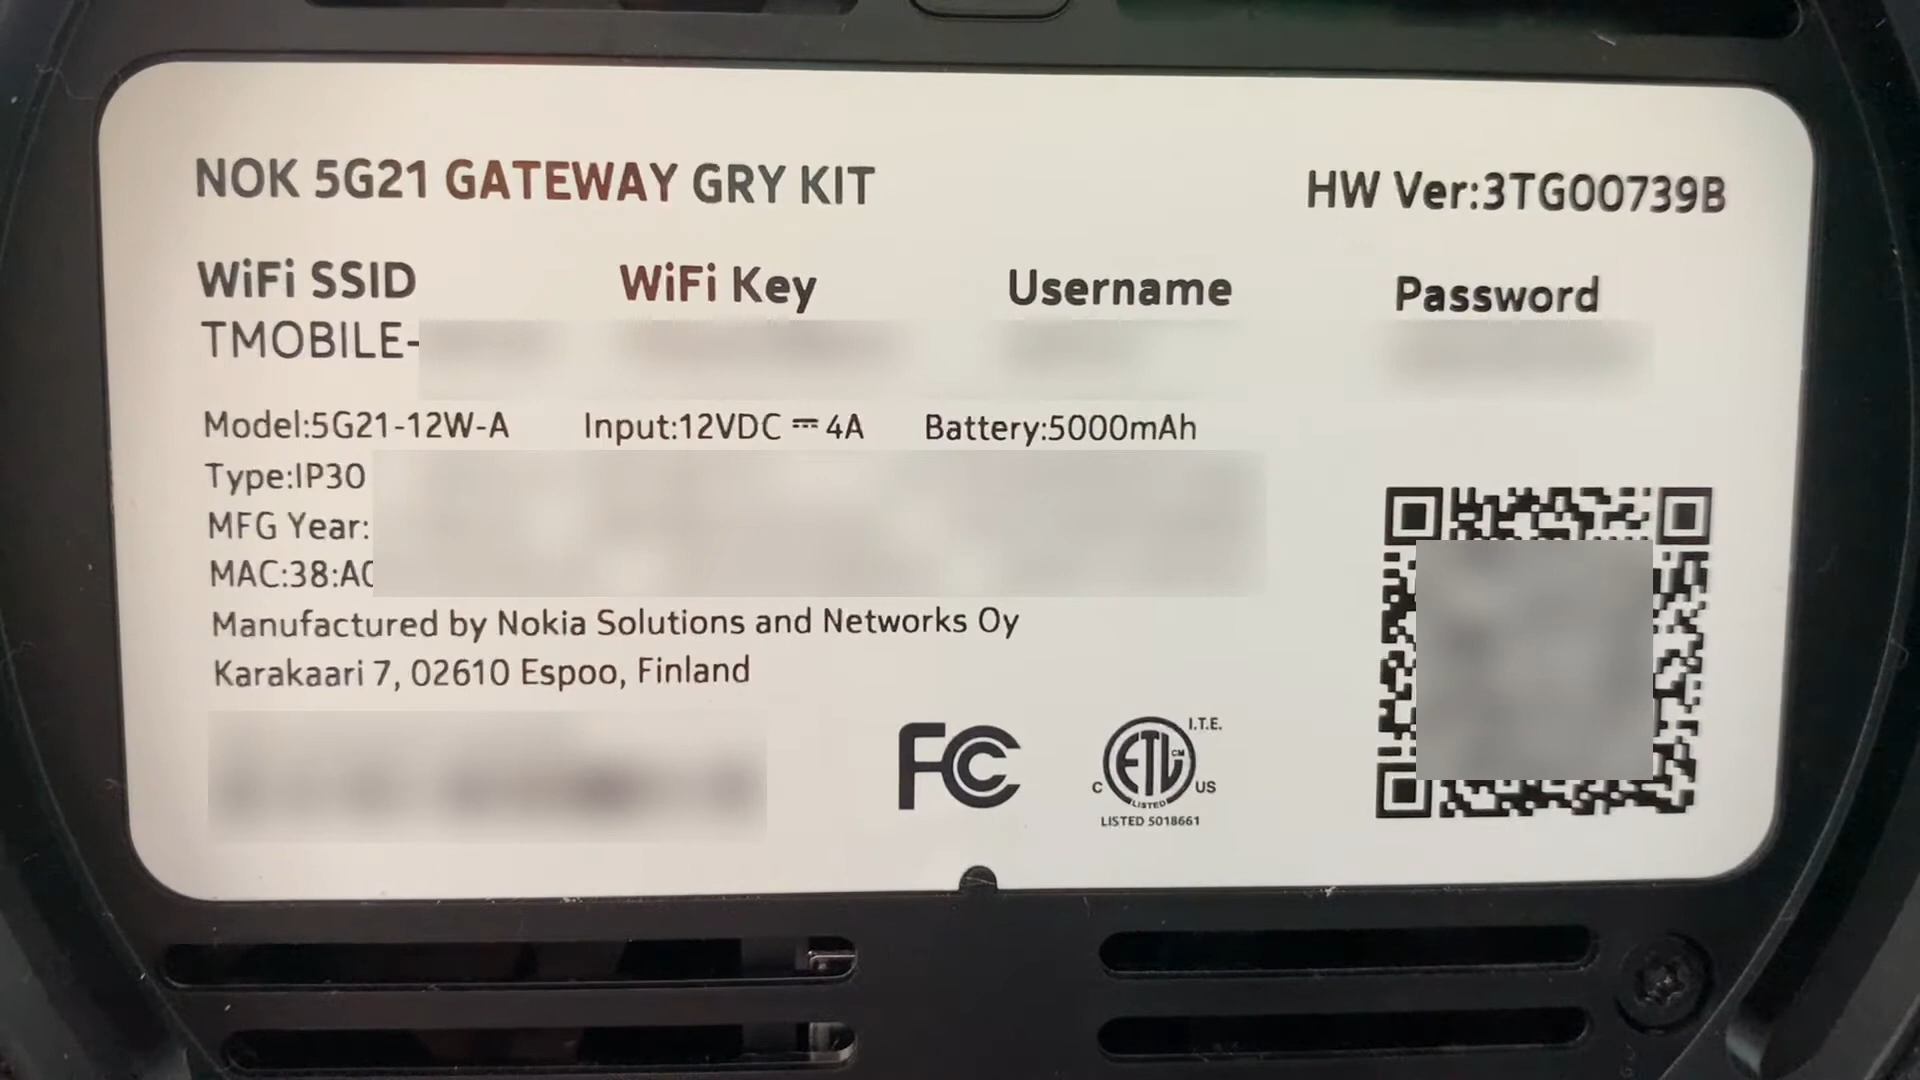 NOK 5G21 GATEWAY GRY KIT
HW Ver:3TG00739B
WiFi SSID WiFi Key Username Password
TMOBILE-
Model:5G21-12W-A Input:12VDC ⎓ 4A Battery:5000mAh
Type:IP30
MFG Year:
MAC:38:A0
Manufactured by Nokia Solutions and Networks Oy
Karakaari 7, 02610 Espoo, Finland
FC
I.T.E.
ETL CM
C US
LISTED
LISTED 5018661